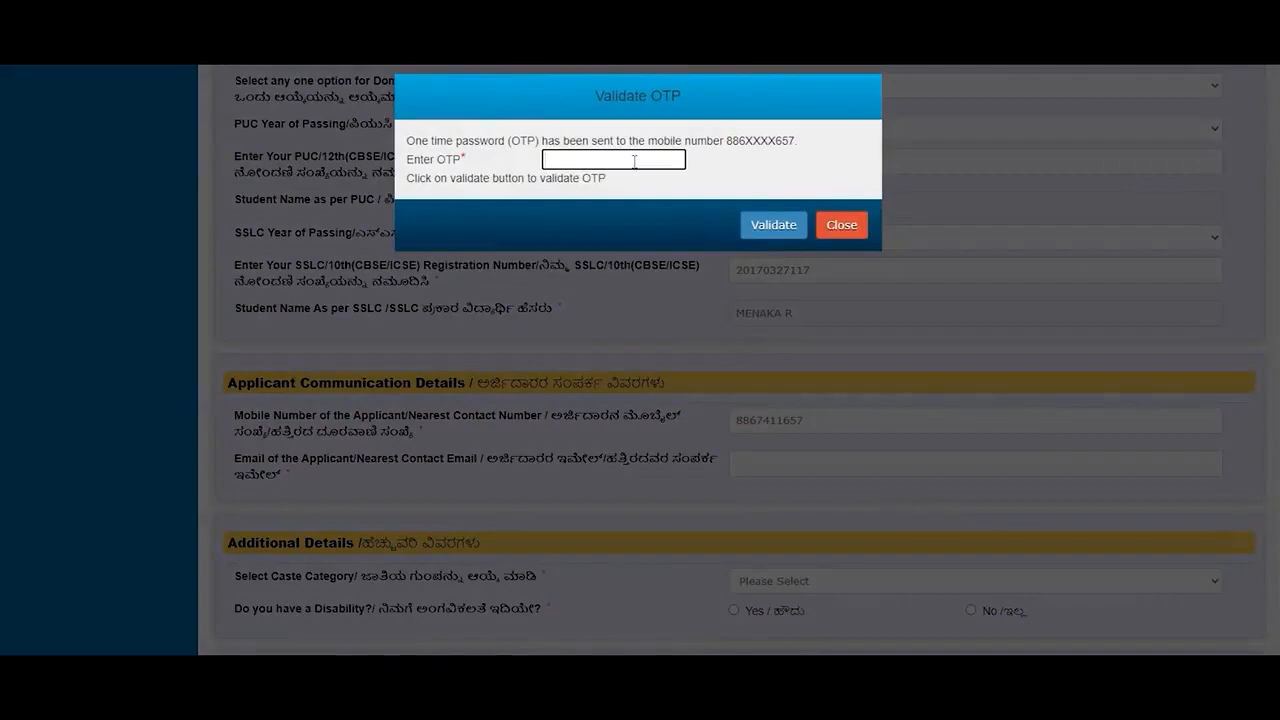 Validate OTP
One time password (OTP) has been sent to the mobile number 886XXXX657.
Enter OTP*
Click on validate button to validate OTP
Validate Close
Select any one option for Dom
ಒಂದು ಆಯ್ಕೆಯನ್ನು ಆಯ್ಕೆಮಾ
PUC Year of Passing/ಪಿಯುಸಿ
Enter Your PUC/12th(CBSE/IC
ನೋಂದಣಿ ಸಂಖ್ಯೆಯನ್ನು ನಮ
Student Name as per PUC /
SSLC Year of Passing/ಎಸ್ಎಸ್
Enter Your SSLC/10th(CBSE/ICSE) Registration Number/ನಿಮ್ಮ SSLC/10th(CBSE/ICSE) 20170327117
ನೋಂದಣಿ ಸಂಖ್ಯೆಯನ್ನು ನಮೂದಿಸಿ *
Student Name As per SSLC /SSLC ಪ್ರಕಾರ ವಿದ್ಯಾರ್ಥಿ ಹೆಸರು * MENAKA R
Applicant Communication Details / ಅರ್ಜಿದಾರರ ಸಂಪರ್ಕ ವಿವರಗಳು
Mobile Number of the Applicant/Nearest Contact Number / ಅರ್ಜಿದಾರನ ಮೊಬೈಲ್ 8867411657
ಸಂಖ್ಯೆ/ಹತ್ತಿರದ ದೂರವಾಣಿ ಸಂಖ್ಯೆ *
Email of the Applicant/Nearest Contact Email / ಅರ್ಜಿದಾರರ ಇಮೇಲ್/ಹತ್ತಿರದವರ ಸಂಪರ್ಕ
ಇಮೇಲ್ *
Additional Details /ಹೆಚ್ಚುವರಿ ವಿವರಗಳು
Select Caste Category/ ಜಾತಿಯ ಗುಂಪನ್ನು ಆಯ್ಕೆ ಮಾಡಿ * Please Select
Do you have a Disability?/ ನಿಮಗೆ ಅಂಗವಿಕಲತೆ ಇದಿಯೇ? * Yes / ಹೌದು No /ಇಲ್ಲ